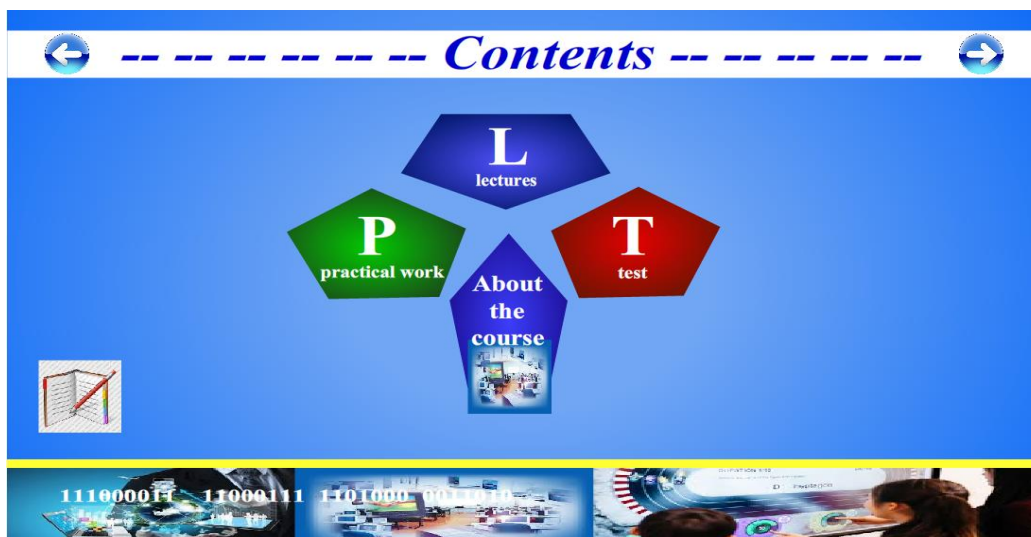 -- -- -- -- -- -- Contents -- -- -- -- --
L
lectures
P
practical work
T
test
About
the
course
111000011 11000111 1101000 0011010